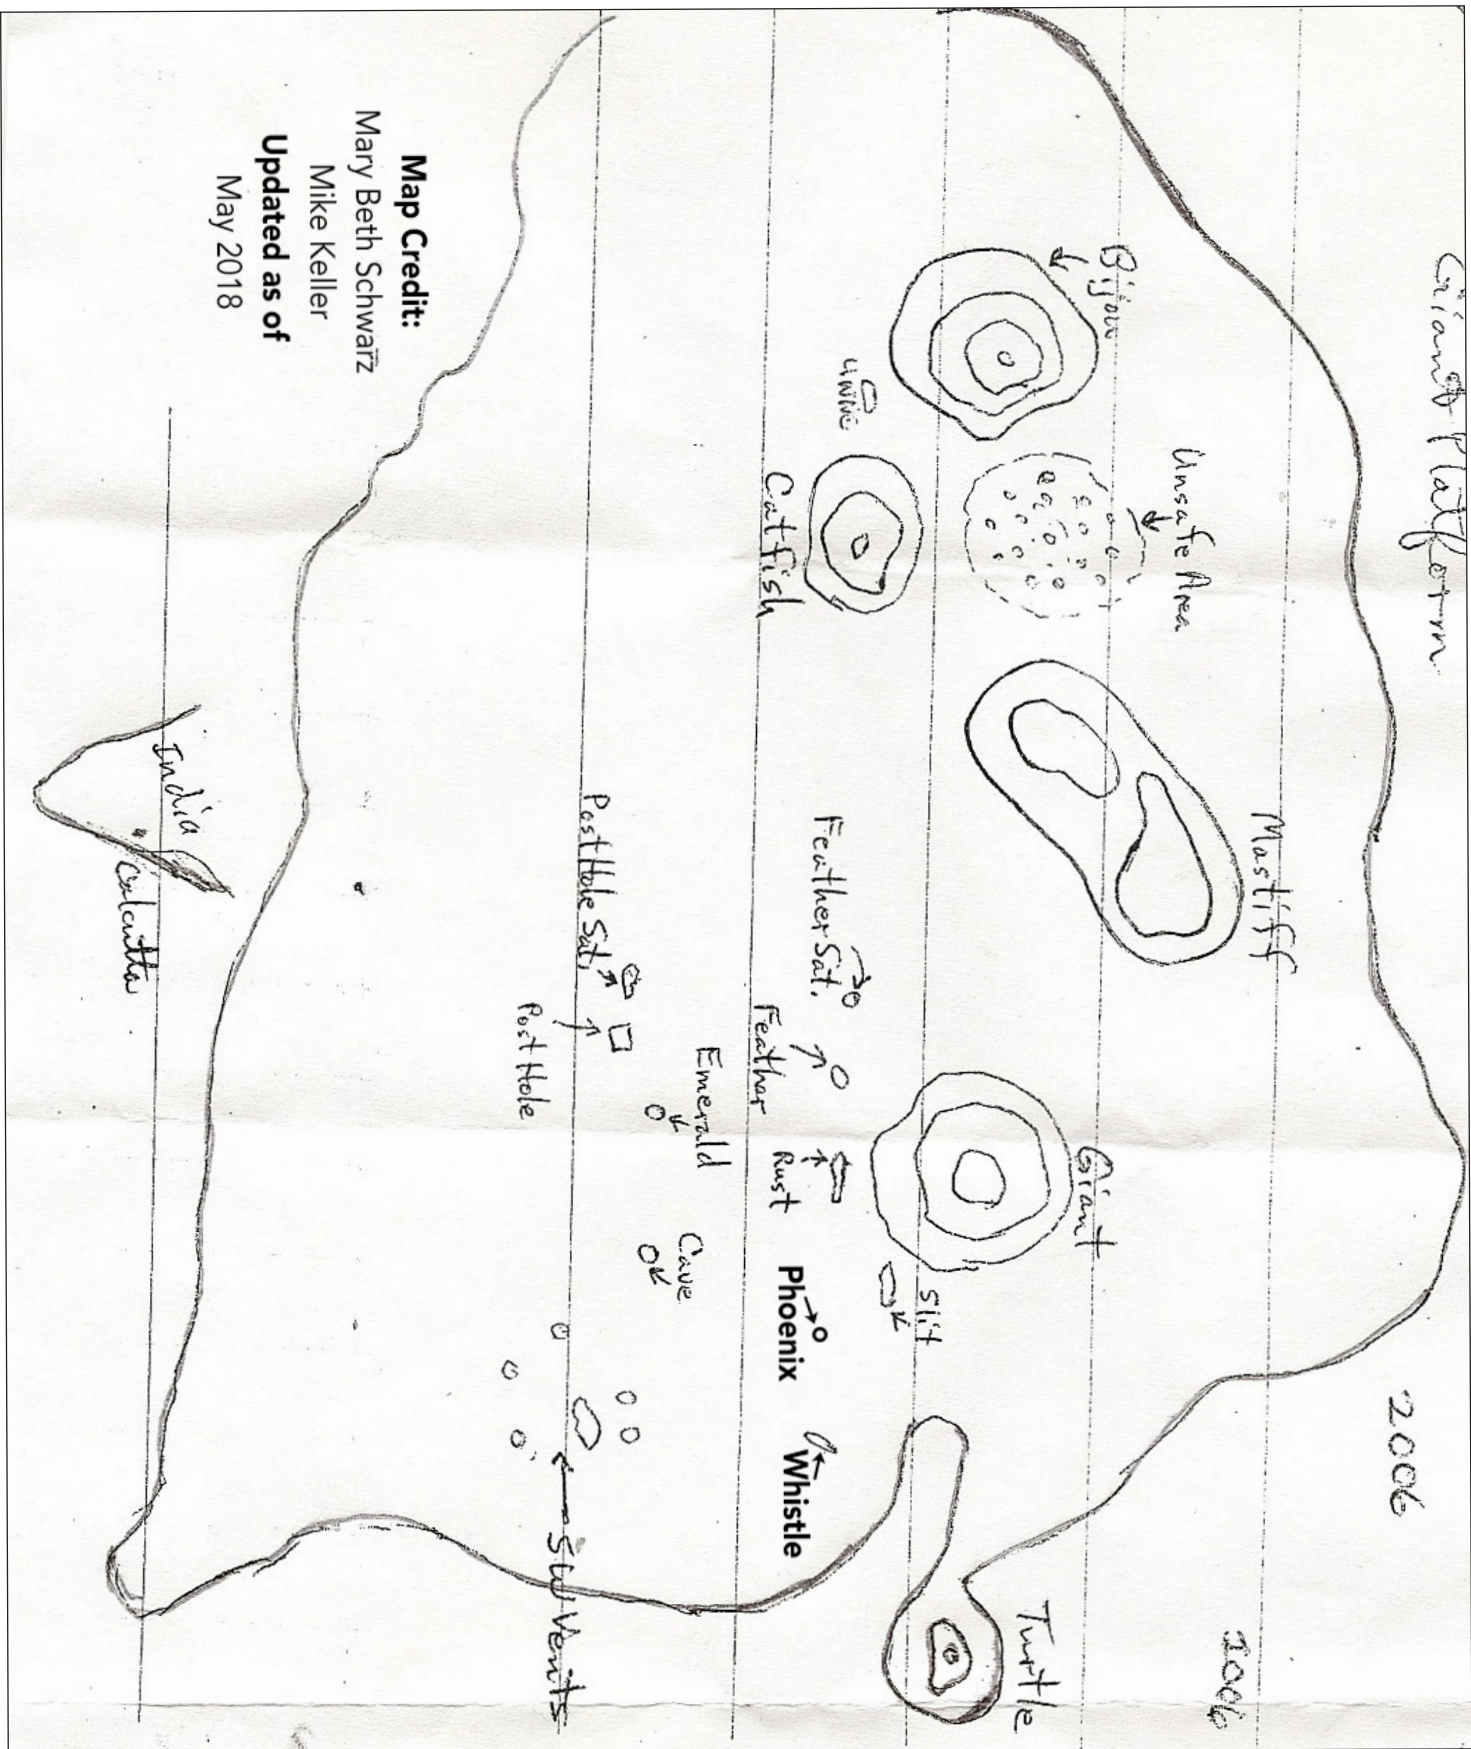 Giant Platform
2006
Unsafe Area
Mastiff
Bijou
Giant
Turtle
Slit
Catfish
Feather Sat.
Feather
Rust
Phoenix
Whistle
Emerald
Cave
Post Hole Sat.
Post Hole
SW Vents
Map Credit:
Mary Beth Schwarz
Mike Keller
Updated as of
May 2018
India
Calcutta